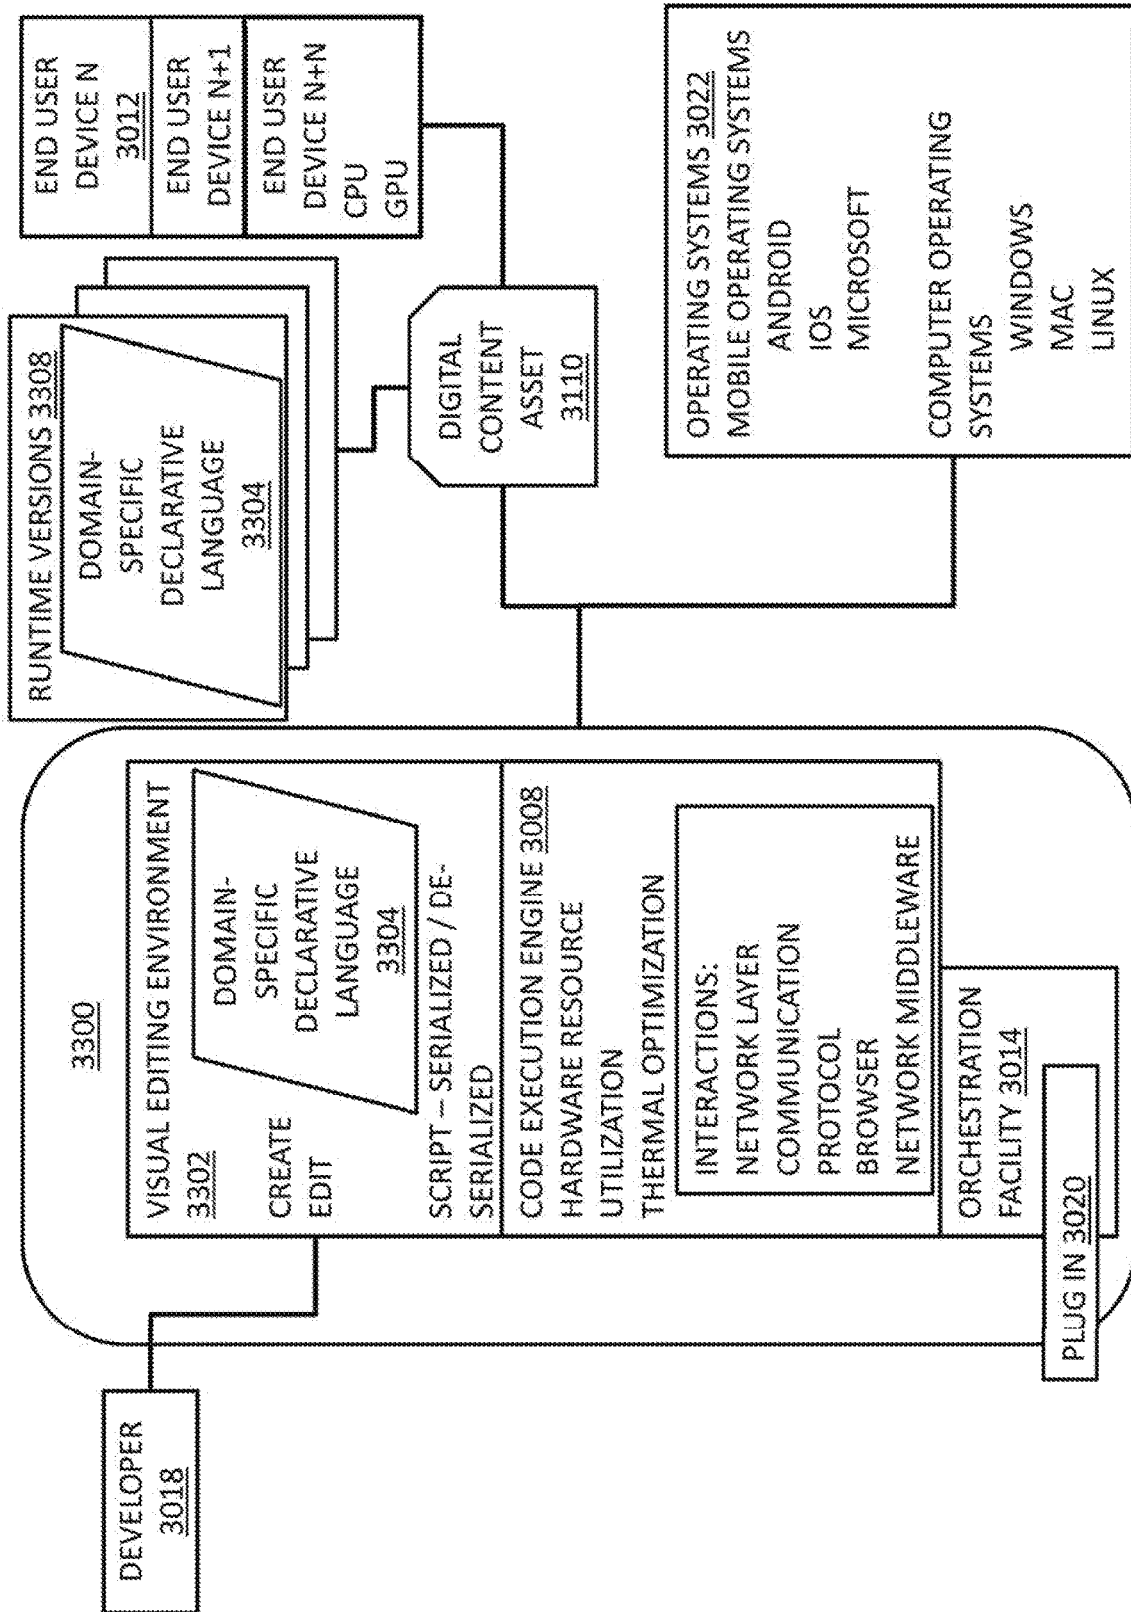 DEVELOPER
3018
3300
VISUAL EDITING ENVIRONMENT
3302
CREATE
EDIT
DOMAIN-
SPECIFIC
DECLARATIVE
LANGUAGE
3304
SCRIPT – SERIALIZED / DE-
SERIALIZED
CODE EXECUTION ENGINE 3008
HARDWARE RESOURCE
UTILIZATION
THERMAL OPTIMIZATION
INTERACTIONS:
NETWORK LAYER
COMMUNICATION
PROTOCOL
BROWSER
NETWORK MIDDLEWARE
ORCHESTRATION
FACILITY 3014
PLUG IN 3020
RUNTIME VERSIONS 3308
DOMAIN-
SPECIFIC
DECLARATIVE
LANGUAGE
3304
DIGITAL
CONTENT
ASSET
3110
END USER
DEVICE N
3012
END USER
DEVICE N+1
END USER
DEVICE N+N
CPU
GPU
OPERATING SYSTEMS 3022
MOBILE OPERATING SYSTEMS
ANDROID
IOS
MICROSOFT
COMPUTER OPERATING
SYSTEMS
WINDOWS
MAC
LINUX